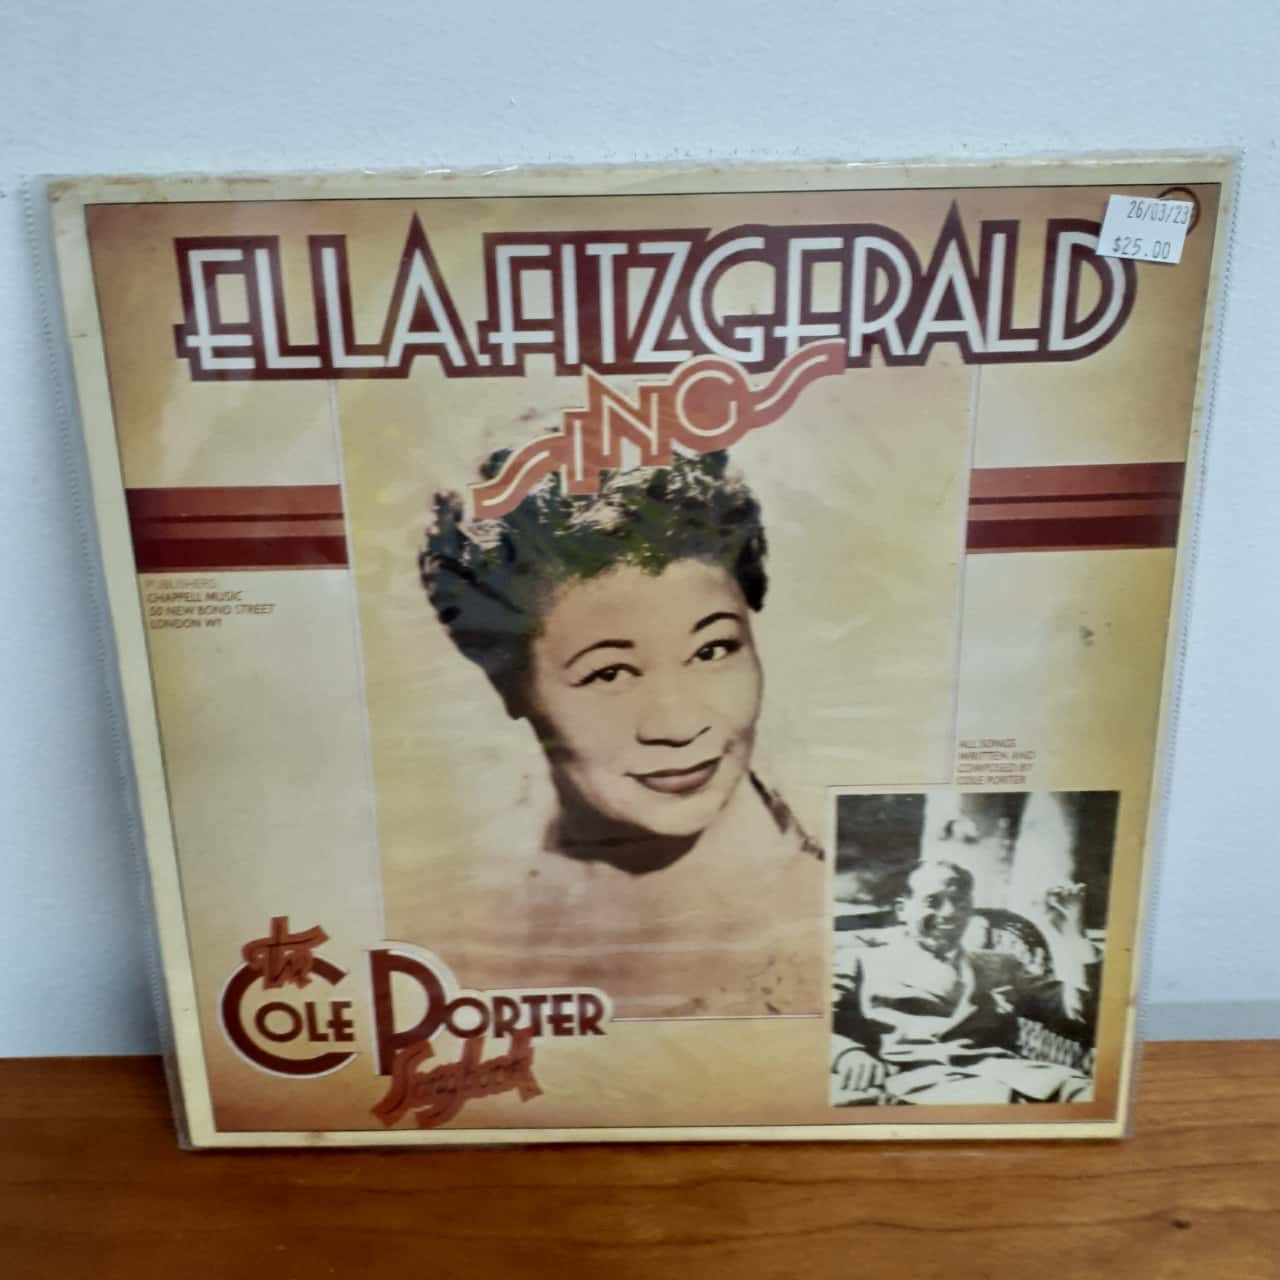 26/03/23
$25.00
ELLA FITZGERALD
SINGS
PUBLISHERS
CHAPPELL MUSIC
50 NEW BOND STREET
LONDON W1
ALL SONGS
WRITTEN AND
COMPOSED BY
COLE PORTER
the
COLE PORTER
Songbook